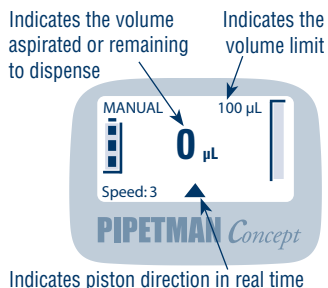 Indicates the volume
aspirated or remaining
to dispense
Indicates the
volume limit
MANUAL 100 µL
0 µL
Speed: 3
PIPETMAN Concept
Indicates piston direction in real time